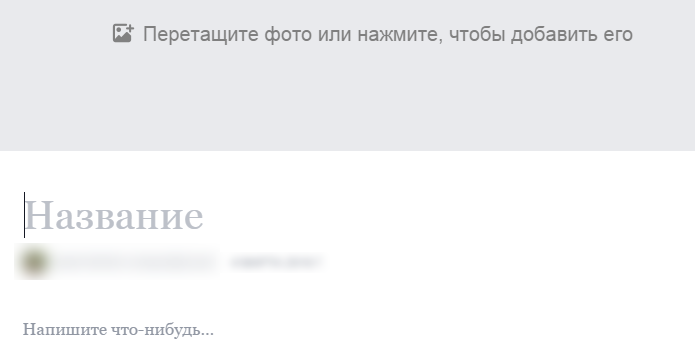 Перетащите фото или нажмите, чтобы добавить его
Название
Напишите что-нибудь...